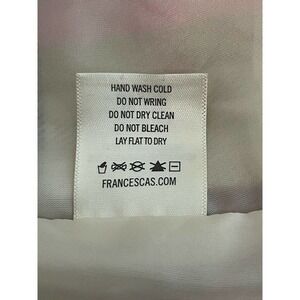 HAND WASH COLD
DO NOT WRING
DO NOT DRY CLEAN
DO NOT BLEACH
LAY FLAT TO DRY
FRANCESCAS.COM